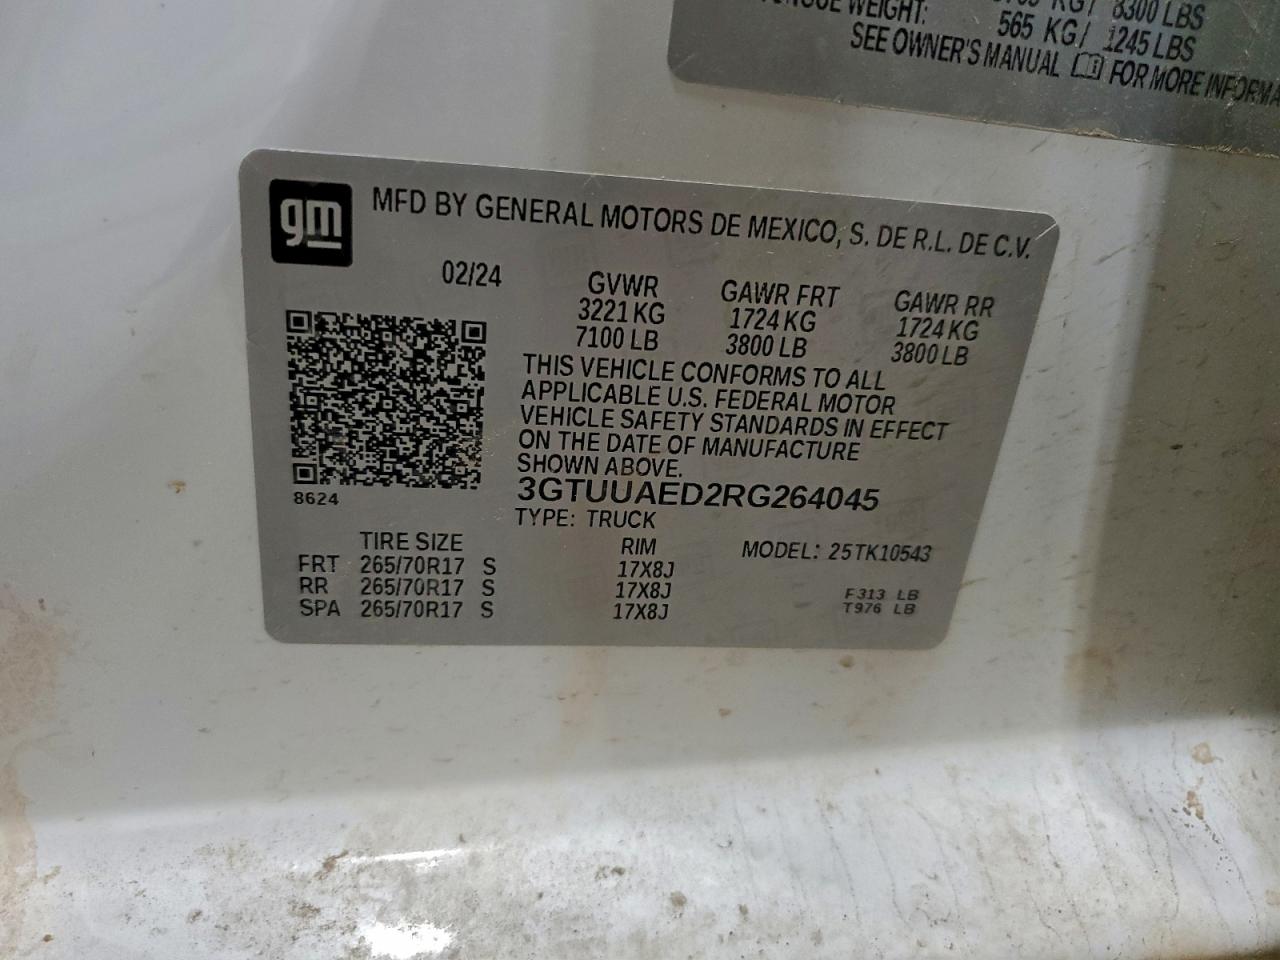 KG/ 8300 LBS
WEIGHT: 565 KG/ 1245 LBS
SEE OWNER'S MANUAL FOR MORE
gm
MFD BY GENERAL MOTORS DE MEXICO, S. DE R.L. DE C.V.
02/24 GVWR GAWR FRT GAWR RR
3221 KG 1724 KG 1724 KG
7100 LB 3800 LB 3800 LB
THIS VEHICLE CONFORMS TO ALL
APPLICABLE U.S. FEDERAL MOTOR
VEHICLE SAFETY STANDARDS IN EFFECT
ON THE DATE OF MANUFACTURE
SHOWN ABOVE.
8624 3GTUUAED2RG264045
TYPE: TRUCK
TIRE SIZE RIM MODEL: 25TK10543
FRT 265/70R17 S 17X8J
RR 265/70R17 S 17X8J F313 LB
SPA 265/70R17 S 17X8J T976 LB